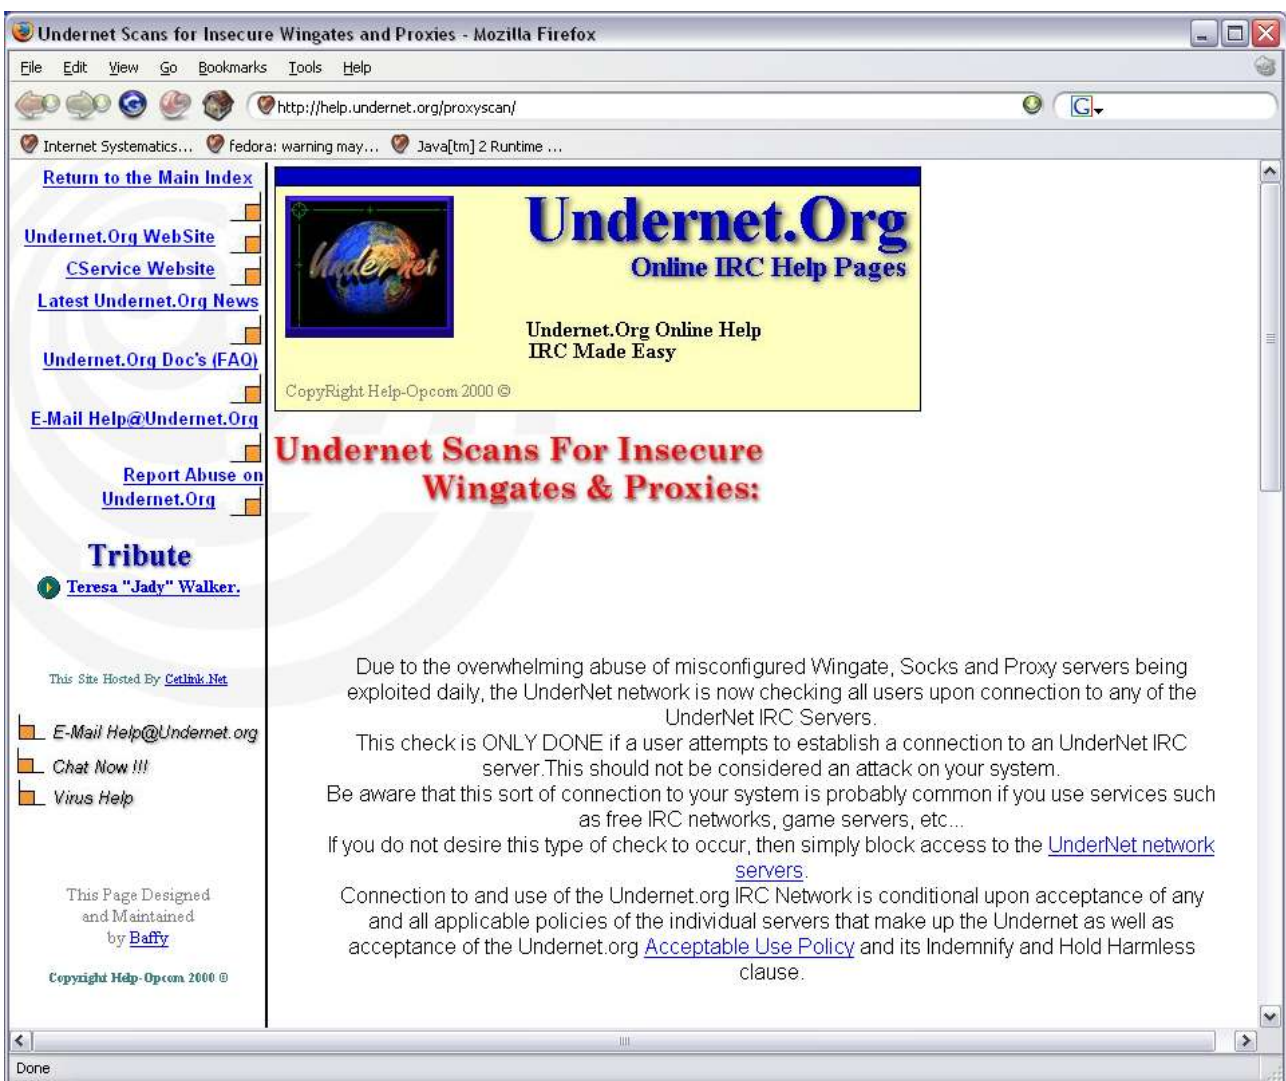 Undernet Scans for Insecure Wingates and Proxies - Mozilla Firefox
File Edit View Go Bookmarks Tools Help
http://help.undernet.org/proxyscan/
G
Internet Systematics... fedora: warning may... Java[tm] 2 Runtime ...
Return to the Main Index
Undernet.Org WebSite
CService Website
Latest Undernet.Org News
Undernet.Org Doc's (FAQ)
E-Mail Help@Undernet.Org
Report Abuse on
Undernet.Org
Tribute
Teresa "Jady" Walker.
This Site Hosted By Cetlink.Net
E-Mail Help@Undernet.org
Chat Now !!!
Virus Help
This Page Designed
and Maintained
by Baffy
Copyright Help-Opcom 2000 ©
Undernet
Undernet.Org
Online IRC Help Pages
Undernet.Org Online Help
IRC Made Easy
CopyRight Help-Opcom 2000 ©
Undernet Scans For Insecure
Wingates & Proxies:
Due to the overwhelming abuse of misconfigured Wingate, Socks and Proxy servers being
exploited daily, the UnderNet network is now checking all users upon connection to any of the
UnderNet IRC Servers.
This check is ONLY DONE if a user attempts to establish a connection to an UnderNet IRC
server.This should not be considered an attack on your system.
Be aware that this sort of connection to your system is probably common if you use services such
as free IRC networks, game servers, etc...
If you do not desire this type of check to occur, then simply block access to the UnderNet network
servers.
Connection to and use of the Undernet.org IRC Network is conditional upon acceptance of any
and all applicable policies of the individual servers that make up the Undernet as well as
acceptance of the Undernet.org Acceptable Use Policy and its Indemnify and Hold Harmless
clause.
Done